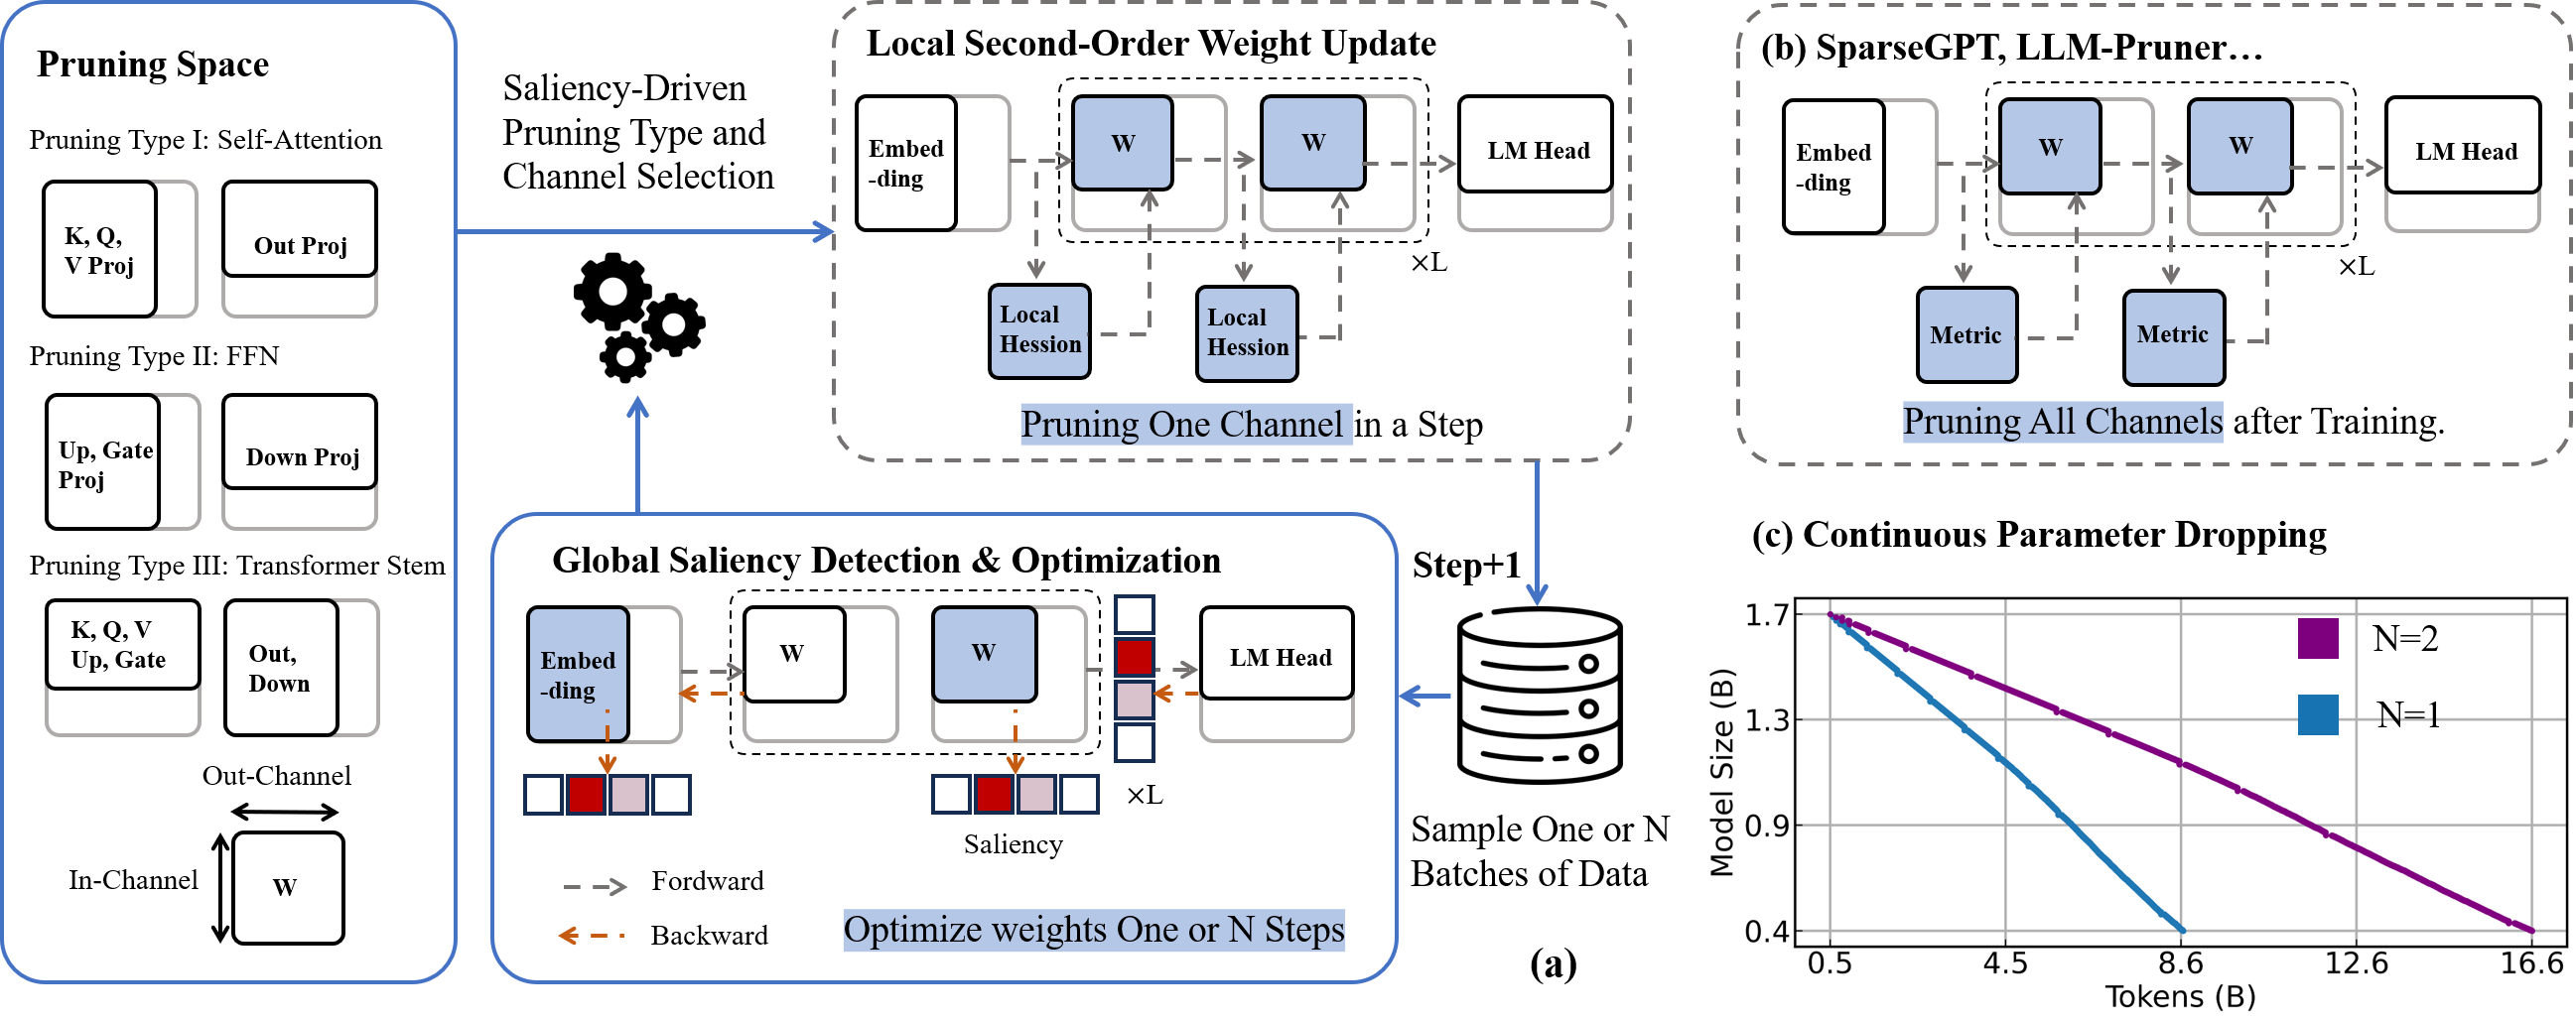 Pruning Space
Pruning Type I: Self-Attention
K, Q,
V Proj
Out Proj
Pruning Type II: FFN
Up, Gate
Proj
Down Proj
Pruning Type III: Transformer Stem
K, Q, V
Up, Gate
Out,
Down
Out-Channel
In-Channel
W
Saliency-Driven
Pruning Type and
Channel Selection
Local Second-Order Weight Update
Embed
-ding
W
W
LM Head
×L
Local
Hession
Local
Hession
Pruning One Channel in a Step
Global Saliency Detection & Optimization
Embed
-ding
W
W
LM Head
×L
Saliency
Fordward
Backward
Optimize weights One or N Steps
Step+1
Sample One or N
Batches of Data
(a)
(b) SparseGPT, LLM-Pruner…
Embed
-ding
W
W
LM Head
×L
Metric
Metric
Pruning All Channels after Training.
(c) Continuous Parameter Dropping
Model Size (B)
1.7
1.3
0.9
0.4
N=2
N=1
0.5 4.5 8.6 12.6 16.6
Tokens (B)